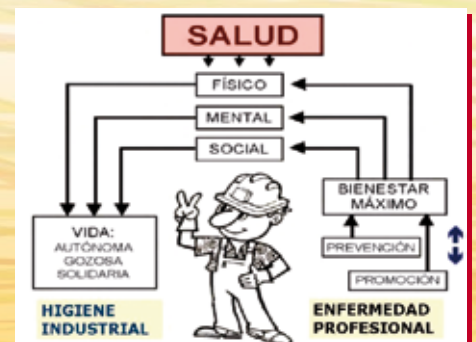 SALUD
FÍSICO
MENTAL
SOCIAL
BIENESTAR
MÁXIMO
PREVENCIÓN
PROMOCIÓN
VIDA:
AUTÓNOMA
GOZOSA
SOLIDARIA
HIGIENE
INDUSTRIAL
ENFERMEDAD
PROFESIONAL